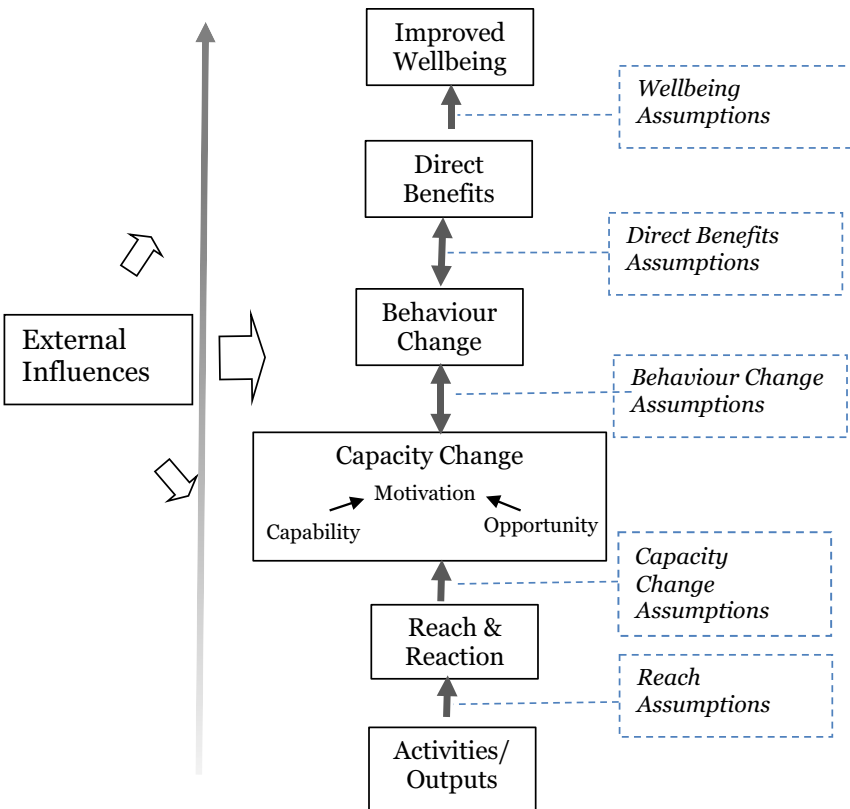 Improved
Wellbeing
Wellbeing
Assumptions
Direct
Benefits
Direct Benefits
Assumptions
External
Influences
Behaviour
Change
Behaviour Change
Assumptions
Capacity Change
Motivation
Capability
Opportunity
Capacity
Change
Assumptions
Reach &
Reaction
Reach
Assumptions
Activities/
Outputs